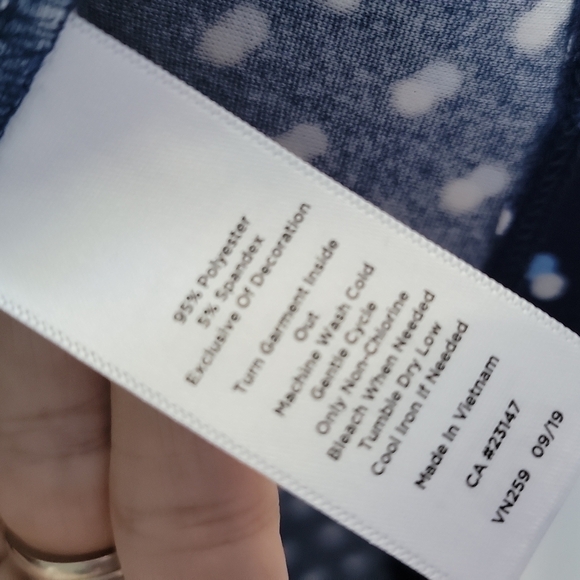 95% Polyester
5% Spandex
Exclusive Of Decoration
Turn Garment Inside
Out
Machine Wash Cold
Gentle Cycle
Only Non-Chlorine
Bleach When Needed
Tumble Dry Low
Cool Iron If Needed
Made In Vietnam
CA #23147
VN259 09/19